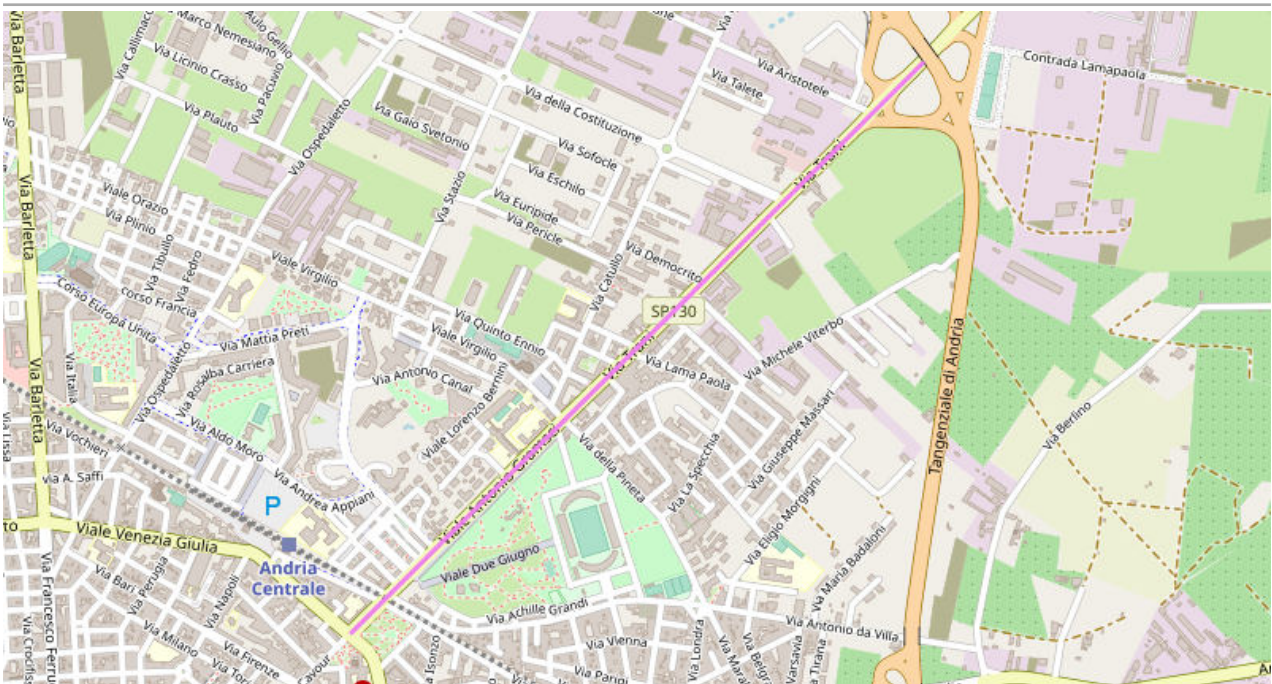 Via Barletta
Via Callimaco
Marco Nemesiano
Aulo Gellio
Via Licinio Crasso
Via Pacuvio
Via Plauto
Via Ospedaletto
Via Gaio Svetonio
Via della Costituzione
Via Talete
Via Aristotele
Contrada Lamapaola
Via Sofocle
Via Eschilo
Via Euripide
Via Pericle
Via Stazio
Via Trani
Via Barletta
Viale Orazio
Via Plinio
Via Tibullo
Via Fedro
Viale Virgilio
Via Catullo
Via Democrito
SP130
Corso Europa Unita
corso Francia
Via Mattia Preti
Via Quinto Ennio
Viale Virgilio
Via Trani
Via Lama Paola
Via Michele Viterbo
Tangenziale di Andria
Via Barletta
Via Italia
Via Ospedaletto
Via Rosalba Carriera
Via Antonio Canal
Viale Lorenzo Bernini
Via Giuseppe Massari
Via Berlino
Via Lissa
Via Vochieri
Via Aldo Moro
Via A. Saffi
Via Andrea Appiani
Viale Antonio Gramsci
Via della Pineta
Via La Specchia
Via Eligio Morgigni
Via Maria Badaloni
P
to
Viale Venezia Giulia
Andria
Centrale
Viale Due Giugno
Via Achille Grandi
Via Antonio da Villa
Via Bari
Via Perugia
Via Napoli
Via Milano
Via Firenze
Cavour
Isonzo
Via Vienna
Via Parigi
Via Londra
Varsavia
Tirana
Via Francesco Ferru
Via Crocifiss